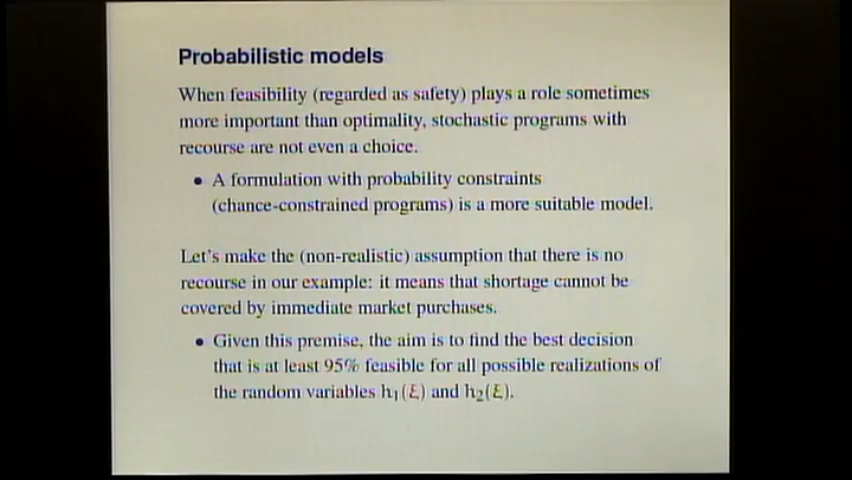 Probabilistic models
When feasibility (regarded as safety) plays a role sometimes
more important than optimality, stochastic programs with
recourse are not even a choice.
• A formulation with probability constraints
(chance-constrained programs) is a more suitable model.
Let's make the (non-realistic) assumption that there is no
recourse in our example: it means that shortage cannot be
covered by immediate market purchases.
• Given this premise, the aim is to find the best decision
that is at least 95% feasible for all possible realizations of
the random variables h₁(ξ) and h₂(ξ).